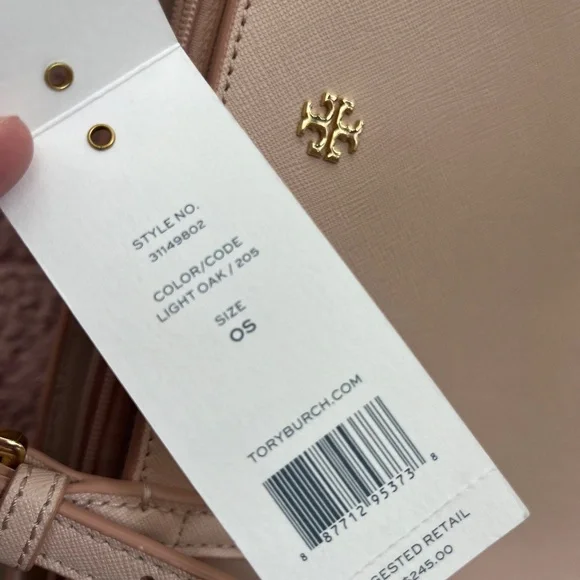 STYLE NO.
31149802
COLOR/CODE
LIGHT OAK / 205
SIZE
OS
TORYBURCH.COM
8 87712 95373 8
GESTED RETAIL
245.00